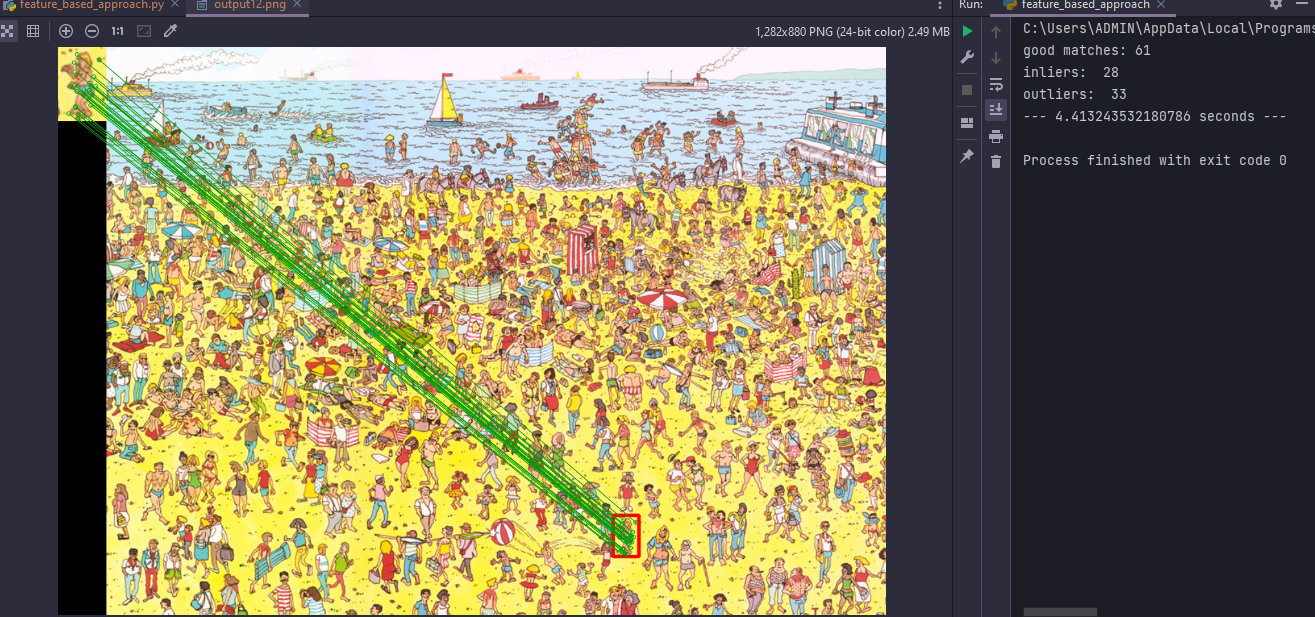 feature_based_approach.py
output12.png
1:1
1,282x880 PNG (24-bit color) 2.49 MB
Run:
feature_based_approach
C:\Users\ADMIN\AppData\Local\Programs
good matches: 61
inliers: 28
outliers: 33
--- 4.413243532180786 seconds ---
Process finished with exit code 0